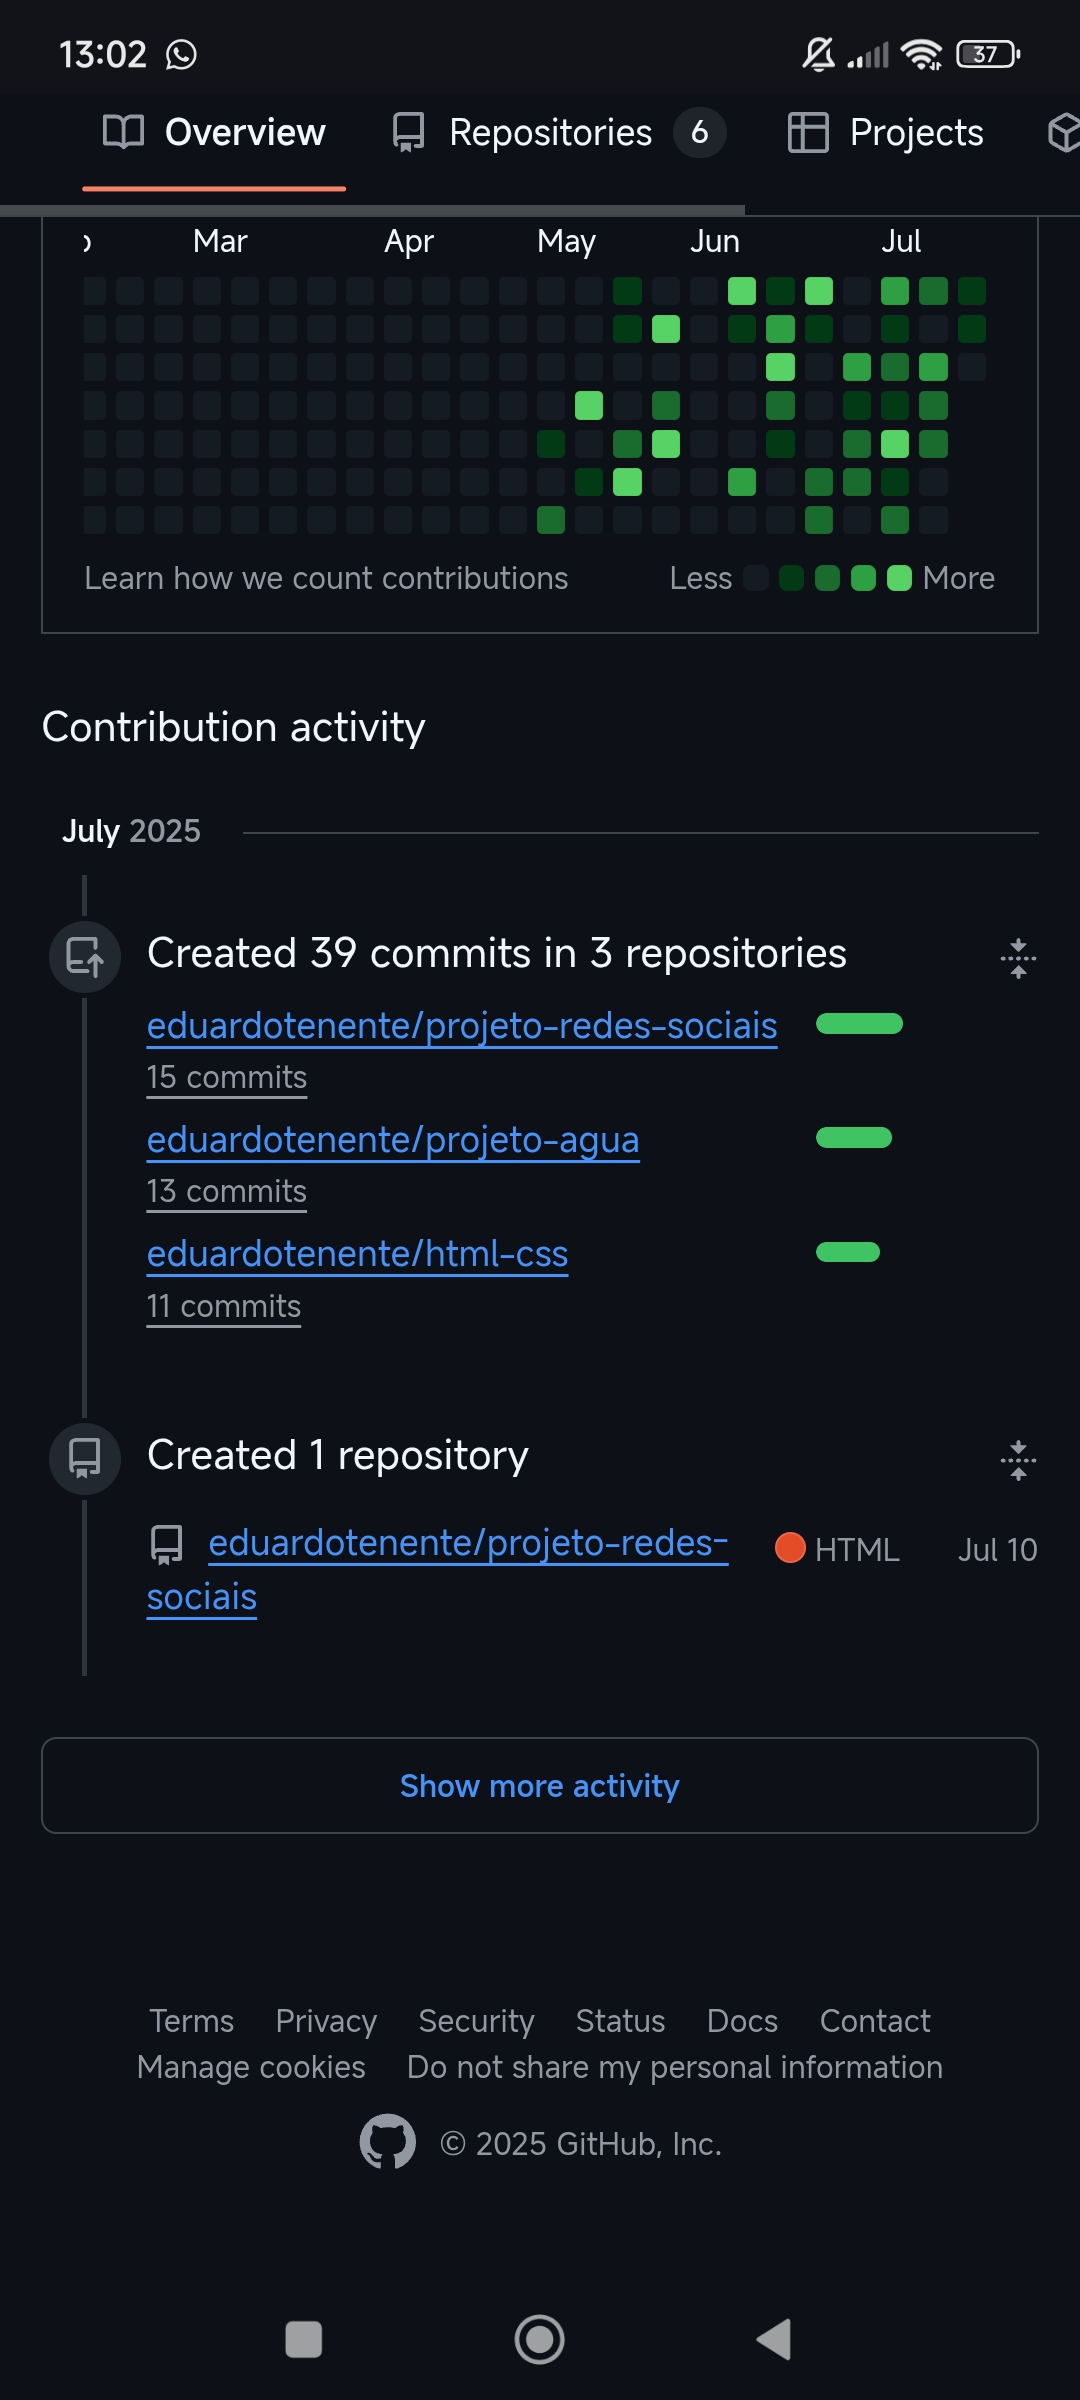 13:02
37
Overview
Repositories 6
Projects
Mar Apr May Jun Jul
Learn how we count contributions
Less More
Contribution activity
July 2025
Created 39 commits in 3 repositories
eduardotenente/projeto-redes-sociais
15 commits
eduardotenente/projeto-agua
13 commits
eduardotenente/html-css
11 commits
Created 1 repository
eduardotenente/projeto-redes- HTML Jul 10
sociais
Show more activity
Terms Privacy Security Status Docs Contact
Manage cookies Do not share my personal information
© 2025 GitHub, Inc.